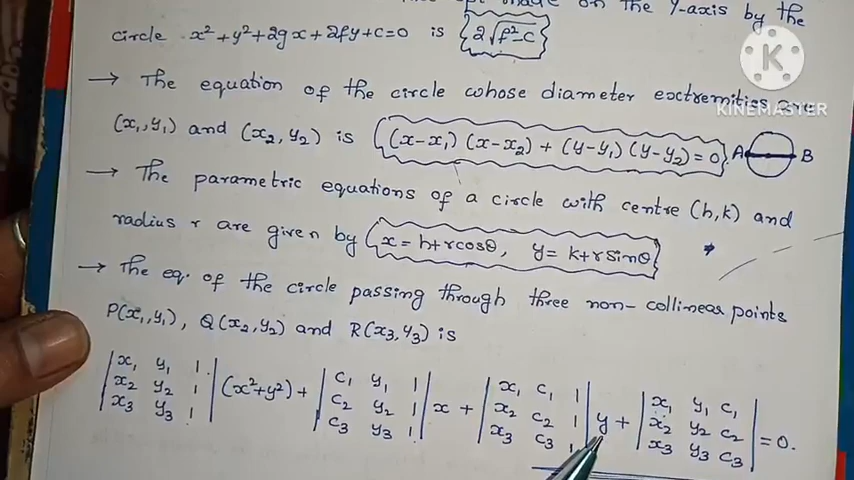 made on the Y-axis by the
circle x²+y²+2gx+2fy+c=0 is 2√f²-c
→ The equation of the circle whose diameter extremities are
(x₁,y₁) and (x₂,y₂) is (x-x₁)(x-x₂)+(y-y₁)(y-y₂)=0 A B
→ The parametric equations of a circle with centre (h,k) and
radius r are given by x=h+rcosθ, y=k+rsinθ
→ The eq. of the circle passing through three non-collinear points
P(x₁,y₁), Q(x₂,y₂) and R(x₃,y₃) is
|x₁ y₁ 1| |c₁ y₁ 1| |x₁ c₁ 1| |x₁ y₁ c₁|
|x₂ y₂ 1| (x²+y²)+ |c₂ y₂ 1| x + |x₂ c₂ 1| y + |x₂ y₂ c₂| =0.
|x₃ y₃ 1| |c₃ y₃ 1| |x₃ c₃ 1| |x₃ y₃ c₃|
K
KINEMASTER